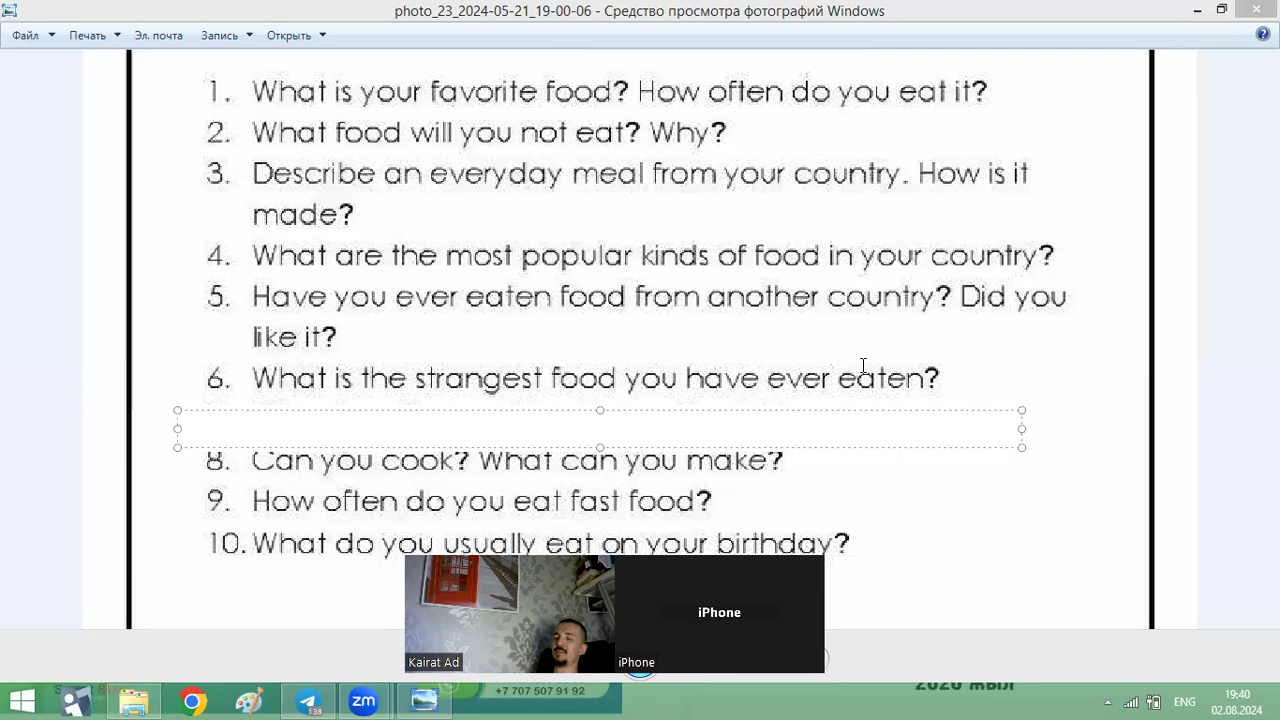 photo_23_2024-05-21_19-00-06 - Средство просмотра фотографий Windows
Файл Печать Эл. почта Запись Открыть
1. What is your favorite food? How often do you eat it?
2. What food will you not eat? Why?
3. Describe an everyday meal from your country. How is it
made?
4. What are the most popular kinds of food in your country?
5. Have you ever eaten food from another country? Did you
like it?
6. What is the strangest food you have ever eaten?
8. Can you cook? What can you make?
9. How often do you eat fast food?
10. What do you usually eat on your birthday?
iPhone
Kairat Ad
iPhone
+7 707 507 91 92
2020 ЖЫЛ
138
zm
ENG
19:40
02.08.2024